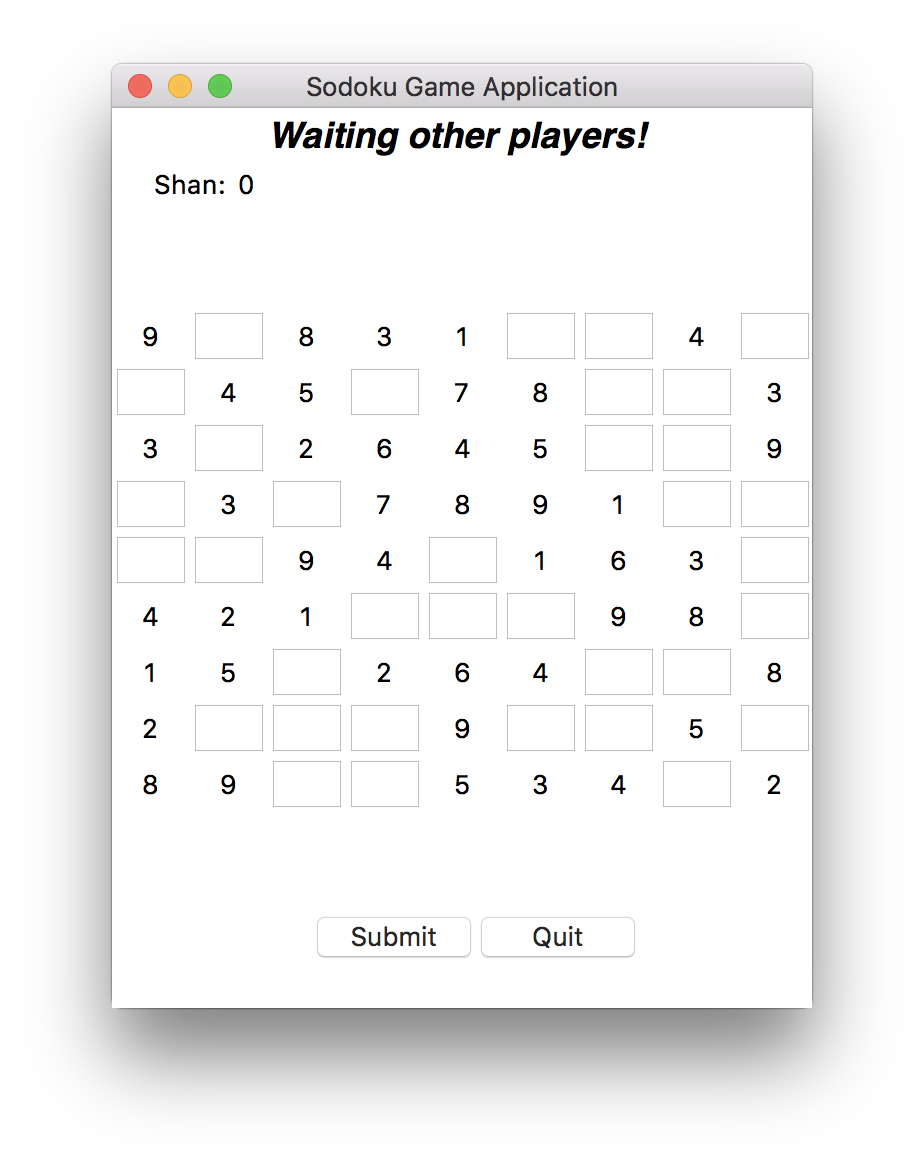 Sodoku Game Application
Waiting other players!
Shan: 0
9 8 3 1 4
4 5 7 8 3
3 2 6 4 5 9
3 7 8 9 1
9 4 1 6 3
4 2 1 9 8
1 5 2 6 4 8
2 9 5
8 9 5 3 4 2
Submit Quit